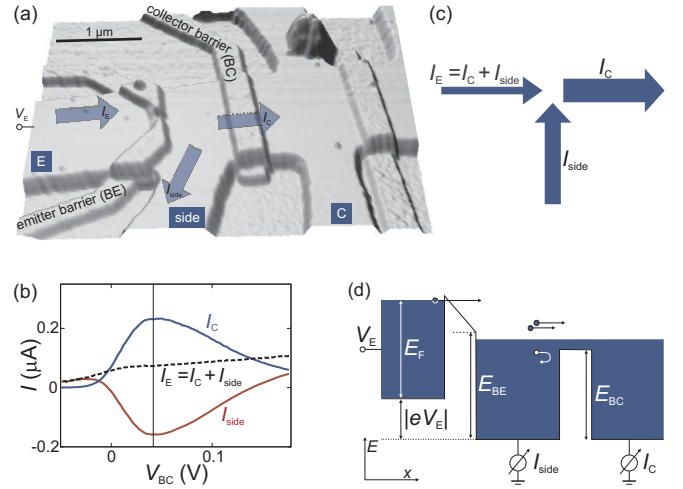 (a)
1 µm
collector barrier (BC)
V_E
I_E
I_C
E
I_side
emitter barrier (BE)
side
C
(c)
I_E = I_C + I_side
I_C
I_side
(b)
I (µA)
0.2
0
-0.2
I_C
I_E = I_C + I_side
I_side
0
0.1
V_BC (V)
(d)
V_E
E_F
|eV_E|
E_BE
E_BC
E
x
I_side
I_C